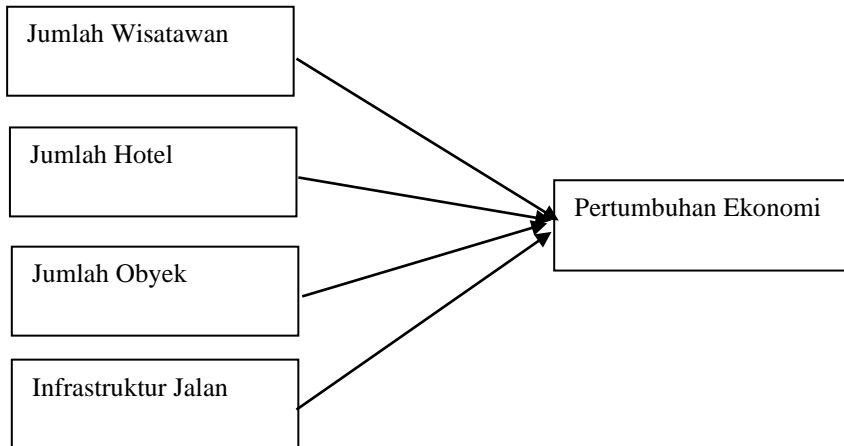 Jumlah Wisatawan
Jumlah Hotel
Jumlah Obyek
Infrastruktur Jalan
Pertumbuhan Ekonomi